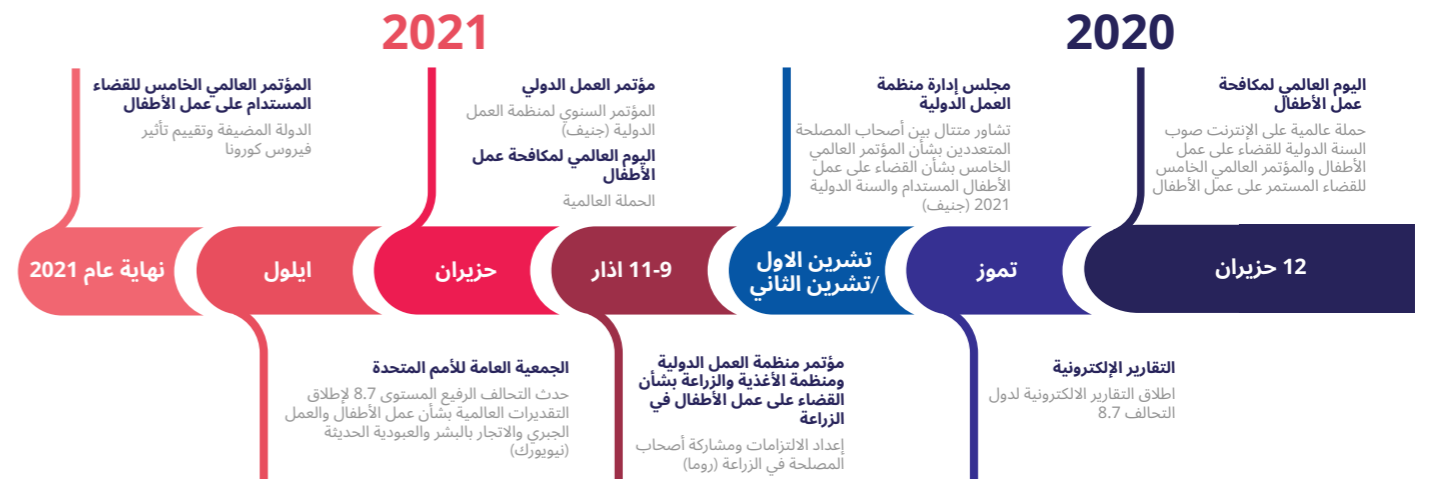 2020
اليوم العالمي لمكافحة
عمل الأطفال
حملة عالمية على الإنترنت صوب
السنة الدولية للقضاء على عمل
الأطفال والمؤتمر العالمي الخامس
للقضاء المستمر على عمل الأطفال
12 حزيران
تموز
التقارير الإلكترونية
اطلاق التقارير الالكترونية لدول
التحالف 8.7
مجلس إدارة منظمة
العمل الدولية
تشاور متتال بين أصحاب المصلحة
المتعددين بشأن المؤتمر العالمي
الخامس بشأن القضاء على عمل
الأطفال المستدام والسنة الدولية
2021 (جنيف)
تشرين الاول
/تشرين الثاني
2021
9-11 اذار
مؤتمر منظمة العمل الدولية
ومنظمة الأغذية والزراعة بشأن
القضاء على عمل الأطفال في
الزراعة
إعداد الالتزامات ومشاركة أصحاب
المصلحة في الزراعة (روما)
مؤتمر العمل الدولي
المؤتمر السنوي لمنظمة العمل
الدولية (جنيف)
اليوم العالمي لمكافحة عمل
الأطفال
الحملة العالمية
حزيران
ايلول
الجمعية العامة للأمم المتحدة
حدث التحالف الرفيع المستوى 8.7 لإطلاق
التقديرات العالمية بشأن عمل الأطفال والعمل
الجبري والاتجار بالبشر والعبودية الحديثة
(نيويورك)
المؤتمر العالمي الخامس للقضاء
المستدام على عمل الأطفال
الدولة المضيفة وتقييم تأثير
فيروس كورونا
نهاية عام 2021